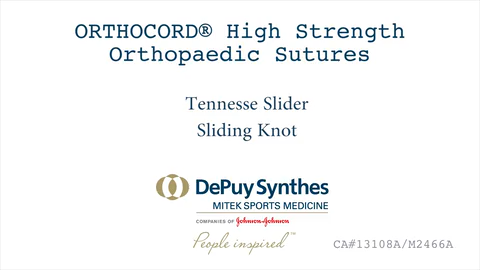 ORTHOCORD® High Strength
Orthopaedic Sutures
Tennesse Slider
Sliding Knot
DePuy Synthes
MITEK SPORTS MEDICINE
COMPANIES OF Johnson & Johnson
People inspired™
CA#13108A/M2466A